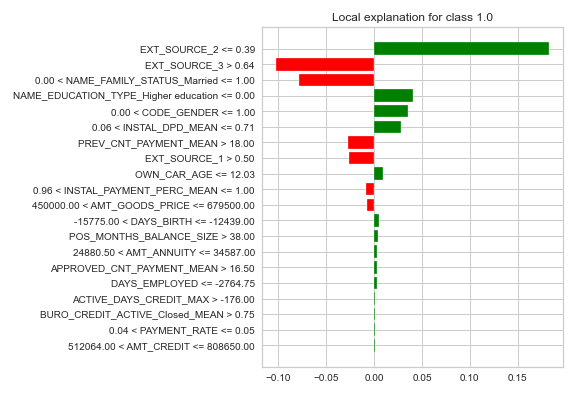 Local explanation for class 1.0
EXT_SOURCE_2 <= 0.39
EXT_SOURCE_3 > 0.64
0.00 < NAME_FAMILY_STATUS_Married <= 1.00
NAME_EDUCATION_TYPE_Higher education <= 0.00
0.00 < CODE_GENDER <= 1.00
0.06 < INSTAL_DPD_MEAN <= 0.71
PREV_CNT_PAYMENT_MEAN > 18.00
EXT_SOURCE_1 > 0.50
OWN_CAR_AGE <= 12.03
0.96 < INSTAL_PAYMENT_PERC_MEAN <= 1.00
450000.00 < AMT_GOODS_PRICE <= 679500.00
-15775.00 < DAYS_BIRTH <= -12439.00
POS_MONTHS_BALANCE_SIZE > 38.00
24880.50 < AMT_ANNUITY <= 34587.00
APPROVED_CNT_PAYMENT_MEAN > 16.50
DAYS_EMPLOYED <= -2764.75
ACTIVE_DAYS_CREDIT_MAX > -176.00
BURO_CREDIT_ACTIVE_Closed_MEAN > 0.75
0.04 < PAYMENT_RATE <= 0.05
512064.00 < AMT_CREDIT <= 808650.00
−0.10 −0.05 0.00 0.05 0.10 0.15